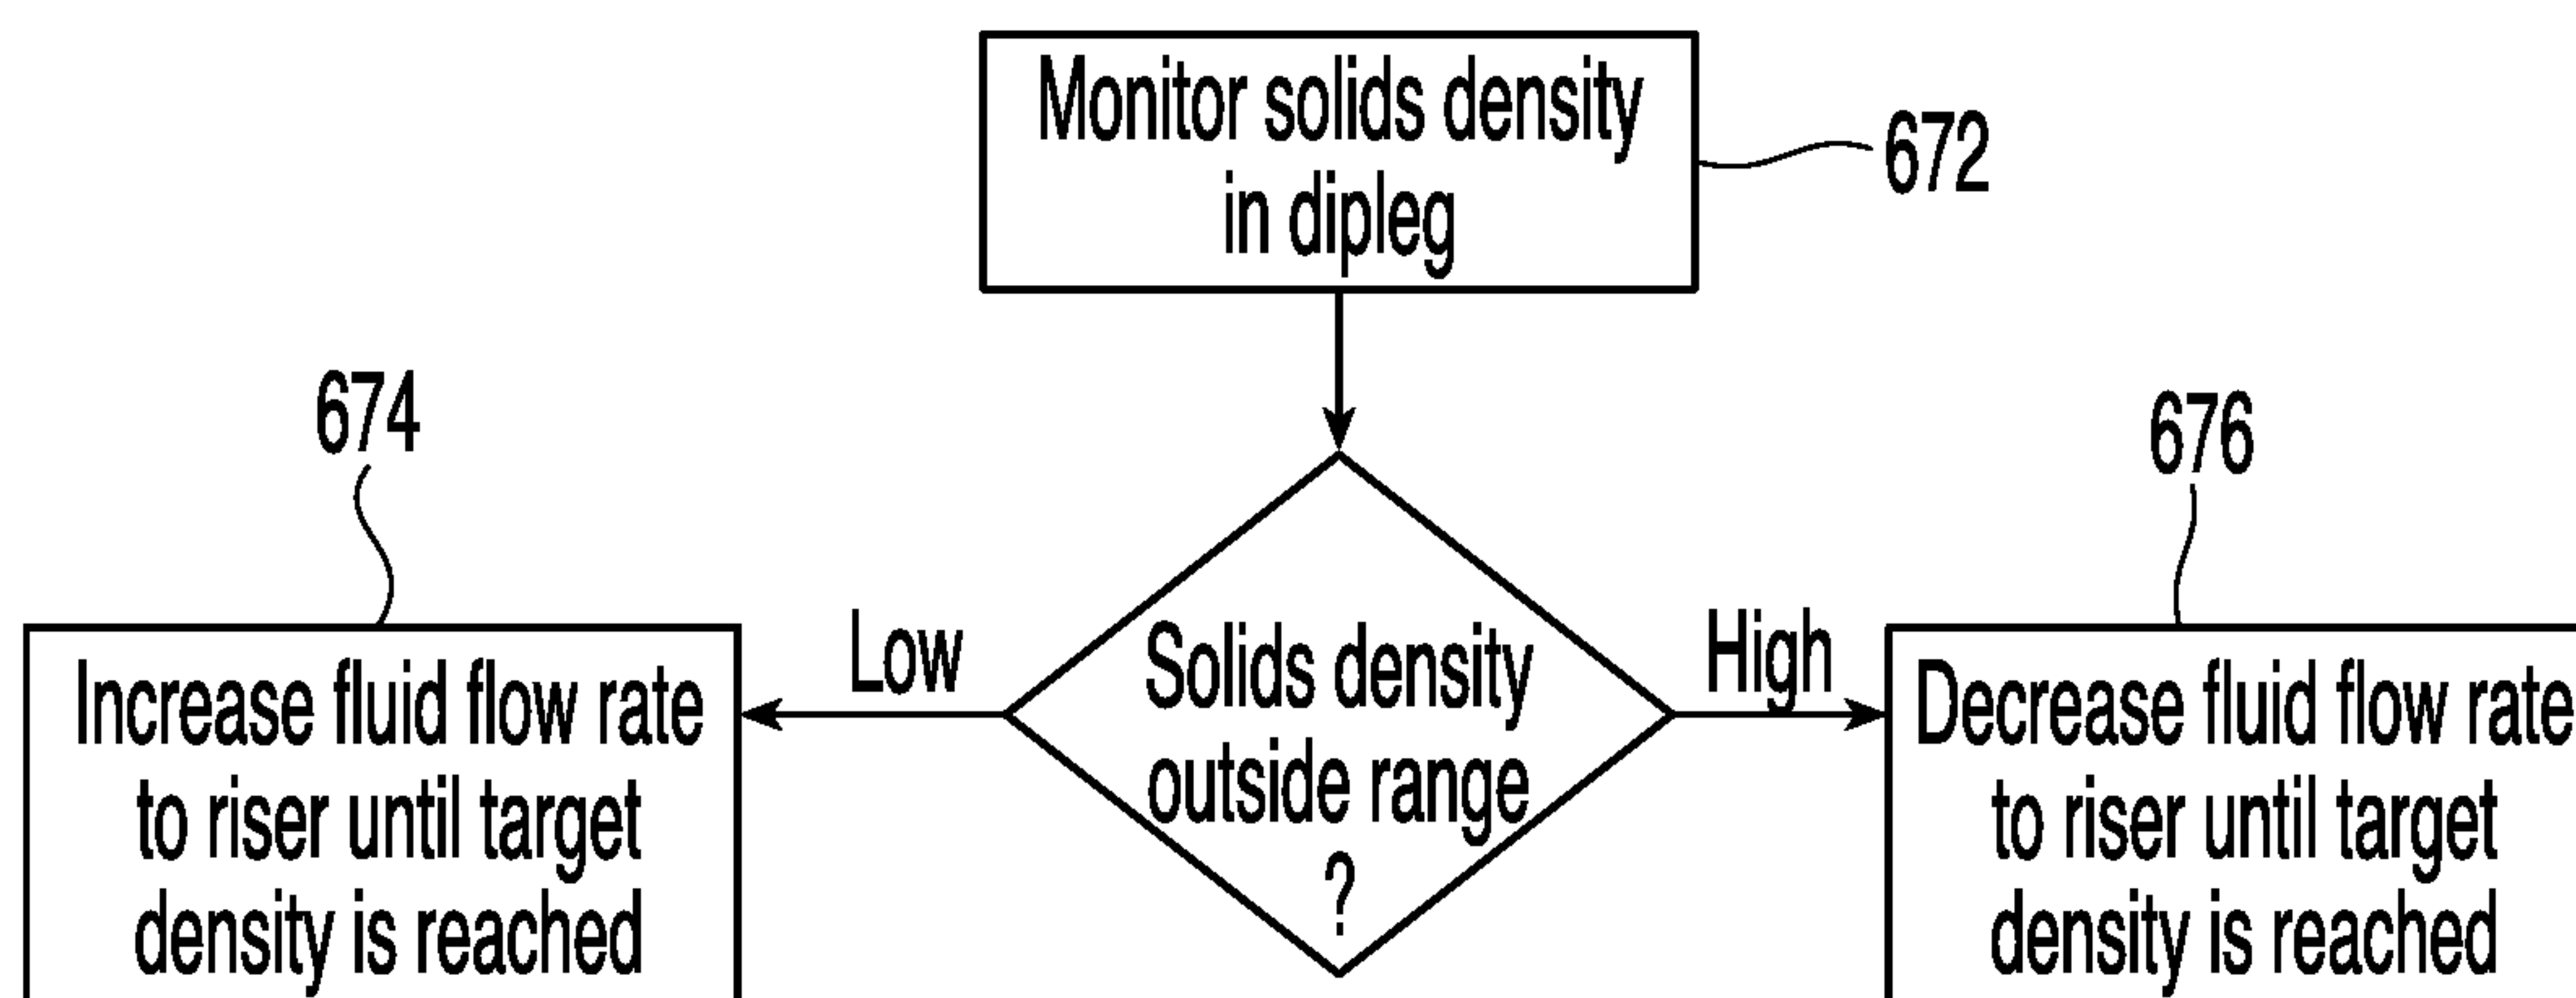 Monitor solids density
in dipleg
672
674
676
Low
High
Increase fluid flow rate
to riser until target
density is reached
Solids density
outside range
?
Decrease fluid flow rate
to riser until target
density is reached